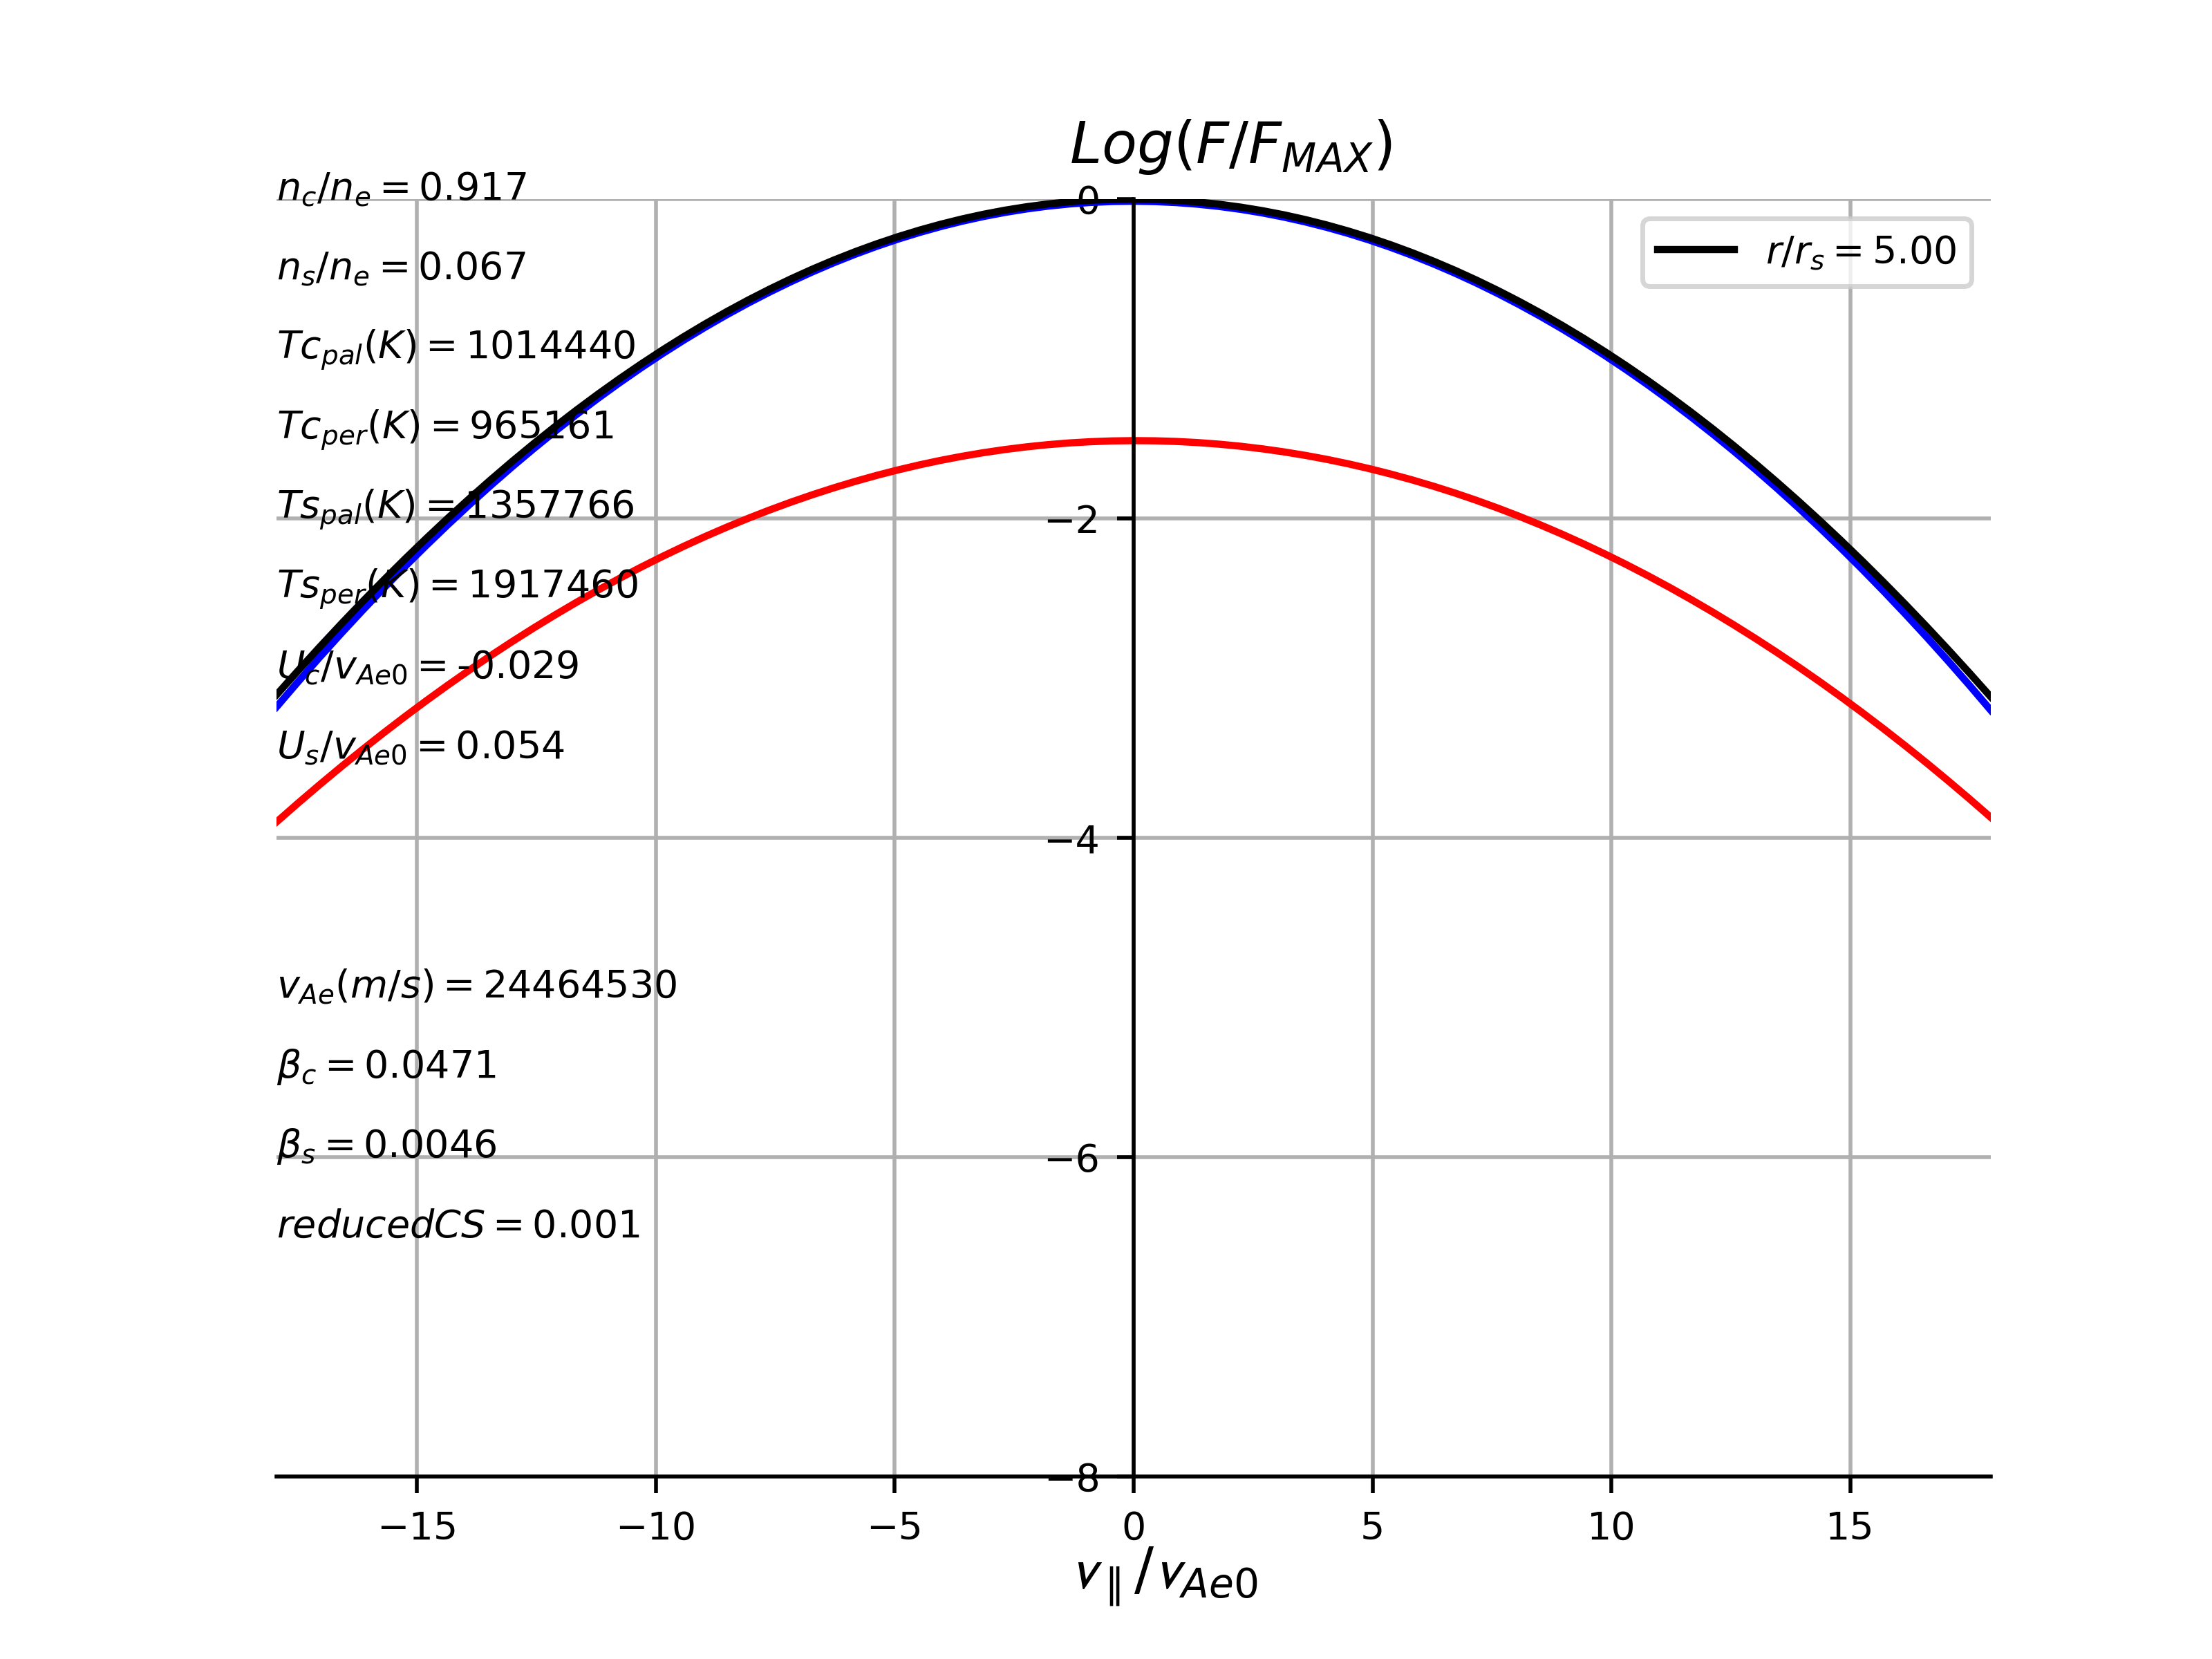 Log(F/F_MAX)
n_c/n_e = 0.917
n_s/n_e = 0.067
Tc_pal(K) = 1014440
Tc_per(K) = 965161
Ts_pal(K) = 1357766
Ts_per(K) = 1917460
U_c/v_Ae0 = -0.029
U_s/v_Ae0 = 0.054
v_Ae(m/s) = 24464530
β_c = 0.0471
β_s = 0.0046
reducedCS = 0.001
r/r_s = 5.00
0
−2
−4
−6
−8
−15 −10 −5 0 5 10 15
v_∥/v_Ae0